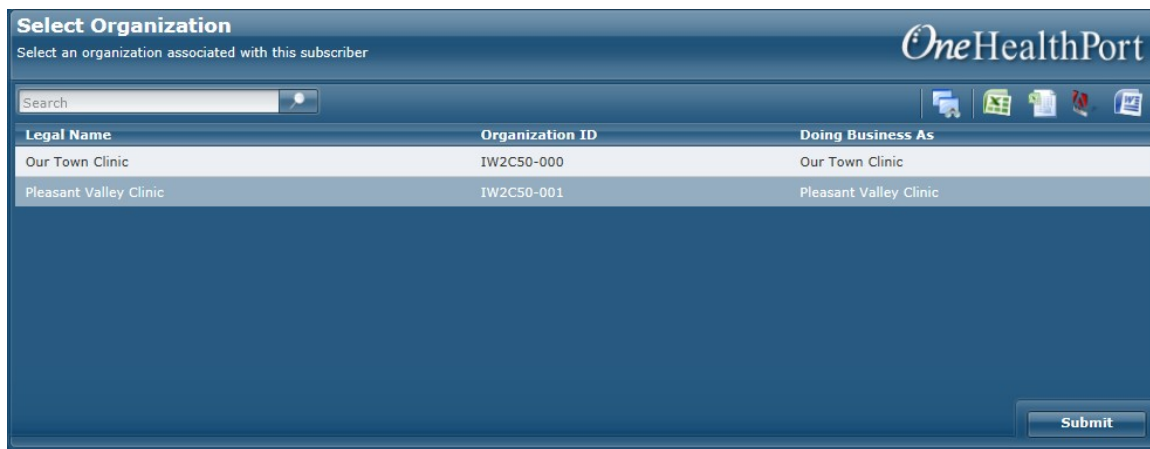 Select Organization
Select an organization associated with this subscriber
OneHealthPort
Search
Legal Name Organization ID Doing Business As
Our Town Clinic IW2C50-000 Our Town Clinic
Pleasant Valley Clinic IW2C50-001 Pleasant Valley Clinic
Submit